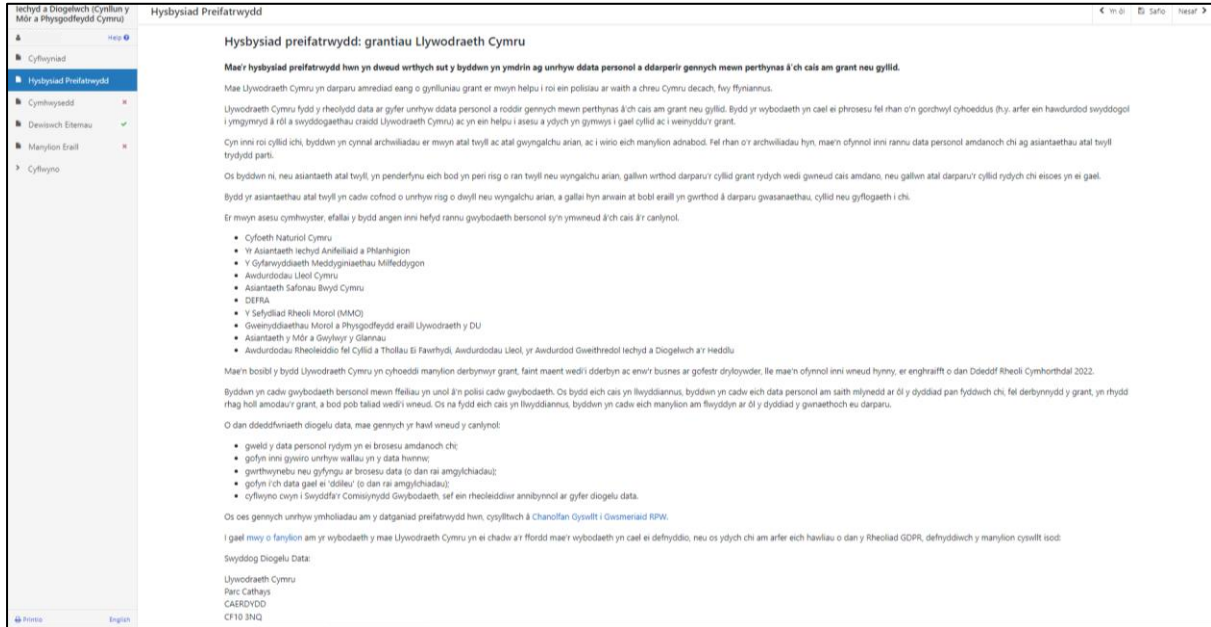 Iechyd a Diogelwch (Cynllun y
Môr a Physgodfeydd Cymru)
Hysbysiad Preifatrwydd
Yn ôl
Safio
Nesaf
Help
Cyflwyniad
Hysbysiad Preifatrwydd
Cymhwysedd
Dewiswch Eitemau
Manylion Eraill
Cyflwyno
Hysbysiad preifatrwydd: grantiau Llywodraeth Cymru
Mae'r hysbysiad preifatrwydd hwn yn dweud wrthych sut y byddwn yn ymdrin ag unrhyw ddata personol a ddarperir gennych mewn perthynas â'ch cais am grant neu gyllid.
Mae Llywodraeth Cymru yn darparu amrediad eang o gynlluniau grant er mwyn helpu i roi ein polisïau ar waith a chreu Cymru decach, fwy ffyniannus.
Llywodraeth Cymru fydd y rheolydd data ar gyfer unrhyw ddata personol a roddir gennych mewn perthynas â'ch cais am grant neu gyllid. Bydd yr wybodaeth yn cael ei phrosesu fel rhan o'n gorchwyl cyhoeddus (h.y. arfer ein hawdurdod swyddogol
i ymgymryd â rôl a swyddogaethau craidd Llywodraeth Cymru) ac yn ein helpu i asesu a ydych yn gymwys i gael cyllid ac i weinyddu'r grant.
Cyn inni roi cyllid ichi, byddwn yn cynnal archwiliadau er mwyn atal twyll ac atal gwyngalchu arian, ac i wirio eich manylion adnabod. Fel rhan o'r archwiliadau hyn, mae'n ofynnol inni rannu data personol amdanoch chi ag asiantaethau atal twyll
trydydd parti.
Os byddwn ni, neu asiantaeth atal twyll, yn penderfynu eich bod yn peri risg o ran twyll neu wyngalchu arian, gallwn wrthod darparu'r cyllid grant rydych wedi gwneud cais amdano, neu gallwn atal darparu'r cyllid rydych chi eisoes yn ei gael.
Bydd yr asiantaethau atal twyll yn cadw cofnod o unrhyw risg o dwyll neu wyngalchu arian, a gallai hyn arwain at bobl eraill yn gwrthod â darparu gwasanaethau, cyllid neu gyflogaeth i chi.
Er mwyn asesu cymhwyster, efallai y bydd angen inni hefyd rannu gwybodaeth bersonol sy'n ymwneud â'ch cais â'r canlynol.
• Cyfoeth Naturiol Cymru
• Yr Asiantaeth Iechyd Anifeiliaid a Phlanhigion
• Y Gyfarwyddiaeth Meddyginiaethau Milfeddygon
• Awdurdodau Lleol Cymru
• Asiantaeth Safonau Bwyd Cymru
• DEFRA
• Y Sefydliad Rheoli Morol (MMO)
• Gweinyddiaethau Morol a Physgodfeydd eraill Llywodraeth y DU
• Asiantaeth y Môr a Gwylwyr y Glannau
• Awdurdodau Rheoleiddio fel Cyllid a Thollau Ei Fawrhydi, Awdurdodau Lleol, yr Awdurdod Gweithredol Iechyd a Diogelwch a'r Heddlu
Mae'n bosibl y bydd Llywodraeth Cymru yn cyhoeddi manylion derbynwyr grant, faint maent wedi'i dderbyn ac enw'r busnes ar gofestr dryloywder, lle mae'n ofynnol inni wneud hynny, er enghraifft o dan Ddeddf Rheoli Cymhorthdal 2022.
Byddwn yn cadw gwybodaeth bersonol mewn ffeiliau yn unol â'n polisi cadw gwybodaeth. Os bydd eich cais yn llwyddiannus, byddwn yn cadw eich data personol am saith mlynedd ar ôl y dyddiad pan fyddwch chi, fel derbynnydd y grant, yn rhydd
rhag holl amodau'r grant, a bod pob taliad wedi'i wneud. Os na fydd eich cais yn llwyddiannus, byddwn yn cadw eich manylion am flwyddyn ar ôl y dyddiad y gwnaethoch eu darparu.
O dan ddeddfwriaeth diogelu data, mae gennych yr hawl wneud y canlynol:
• gweld y data personol rydym yn ei brosesu amdanoch chi;
• gofyn inni gywiro unrhyw wallau yn y data hwnnw;
• gwrthwynebu neu gyfyngu ar brosesu data (o dan rai amgylchiadau);
• gofyn i'ch data gael ei 'ddileu' (o dan rai amgylchiadau);
• cyflwyno cwyn i Swyddfa'r Comisiynydd Gwybodaeth, sef ein rheoleiddiwr annibynnol ar gyfer diogelu data.
Os oes gennych unrhyw ymholiadau am y datganiad preifatrwydd hwn, cysylltwch â Chanolfan Gyswllt i Gwsmeriaid RPW.
I gael mwy o fanylion am yr wybodaeth y mae Llywodraeth Cymru yn ei chadw a'r ffordd mae'r wybodaeth yn cael ei defnyddio, neu os ydych chi am arfer eich hawliau o dan y Rheoliad GDPR, defnyddiwch y manylion cyswllt isod:
Swyddog Diogelu Data:
Llywodraeth Cymru
Parc Cathays
CAERDYDD
CF10 3NQ
Printio
English